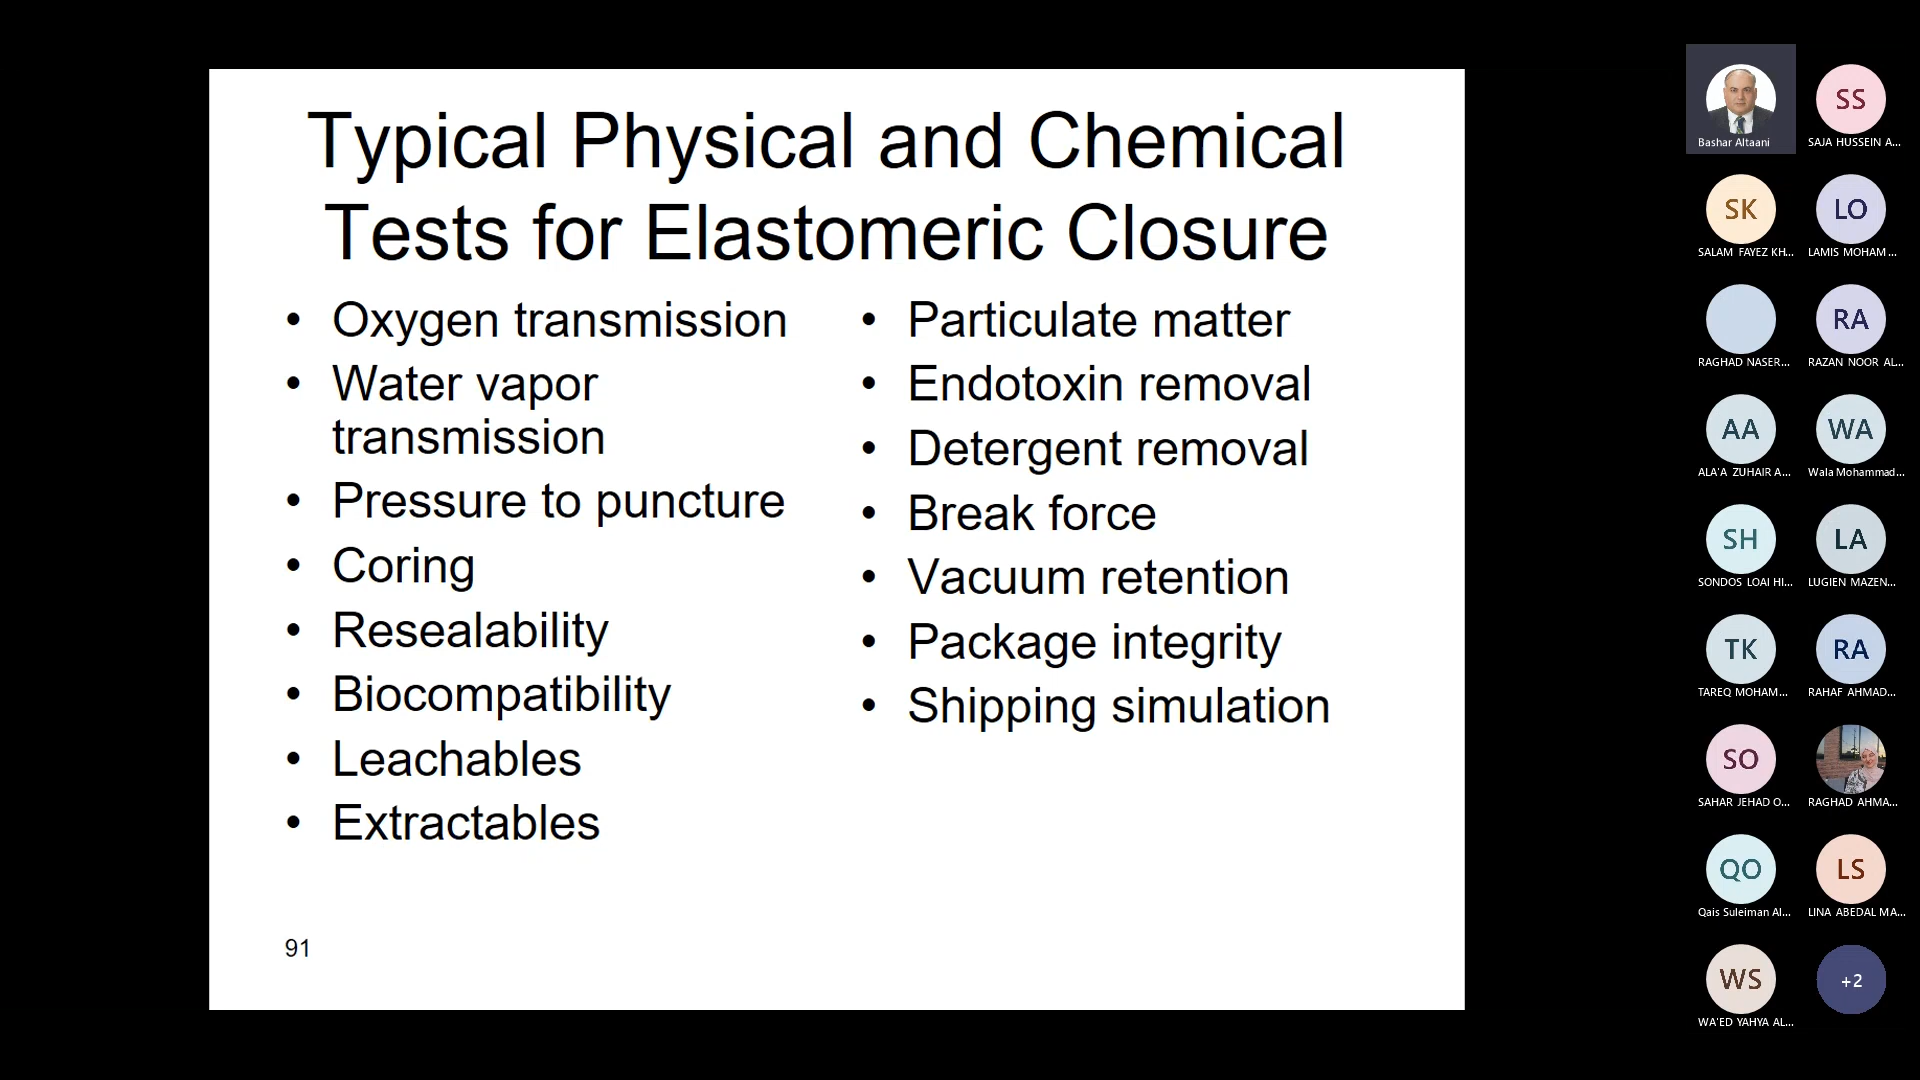 Typical Physical and Chemical
Tests for Elastomeric Closure
• Oxygen transmission
• Water vapor
transmission
• Pressure to puncture
• Coring
• Resealability
• Biocompatibility
• Leachables
• Extractables
• Particulate matter
• Endotoxin removal
• Detergent removal
• Break force
• Vacuum retention
• Package integrity
• Shipping simulation
91
Bashar Altaani
SS
SAJA HUSSEIN A...
SK
SALAM FAYEZ KH...
LO
LAMIS MOHAM...
RAGHAD NASER...
RA
RAZAN NOOR AL...
AA
ALA'A ZUHAIR A...
WA
Wala Mohammad...
SH
SONDOS LOAI HI...
LA
LUGIEN MAZEN...
TK
TAREQ MOHAM...
RA
RAHAF AHMAD...
SO
SAHAR JEHAD O...
RAGHAD AHMA...
QO
Qais Suleiman Al...
LS
LINA ABEDAL MA...
WS
WA'ED YAHYA AL...
+2